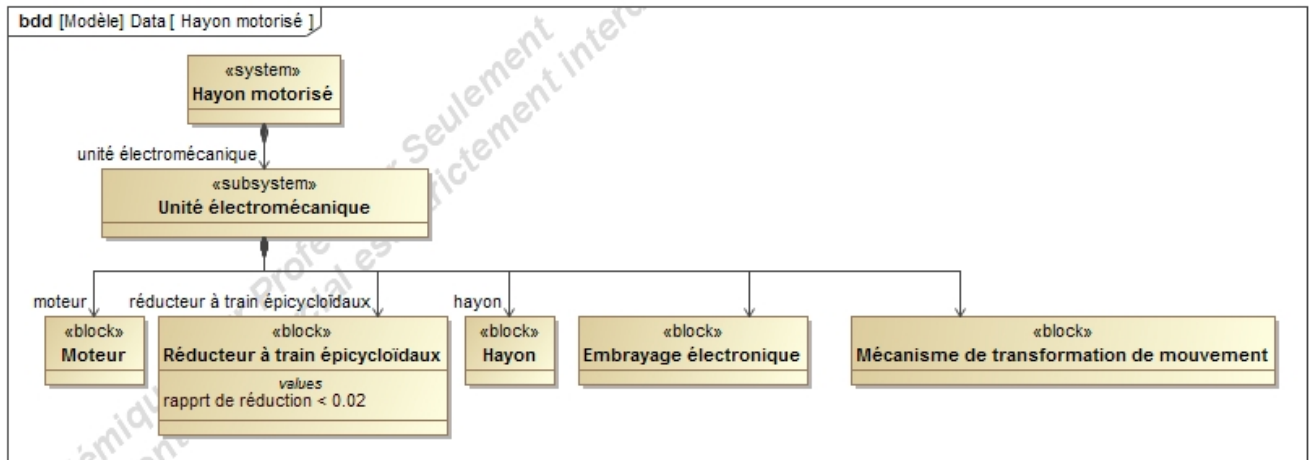 bdd [Modèle] Data [ Hayon motorisé ]
«system»
Hayon motorisé
unité électromécanique
«subsystem»
Unité électromécanique
moteur
«block»
Moteur
réducteur à train épicycloïdaux
«block»
Réducteur à train épicycloïdaux
values
rapprt de réduction < 0.02
hayon
«block»
Hayon
«block»
Embrayage électronique
«block»
Mécanisme de transformation de mouvement
Seulement